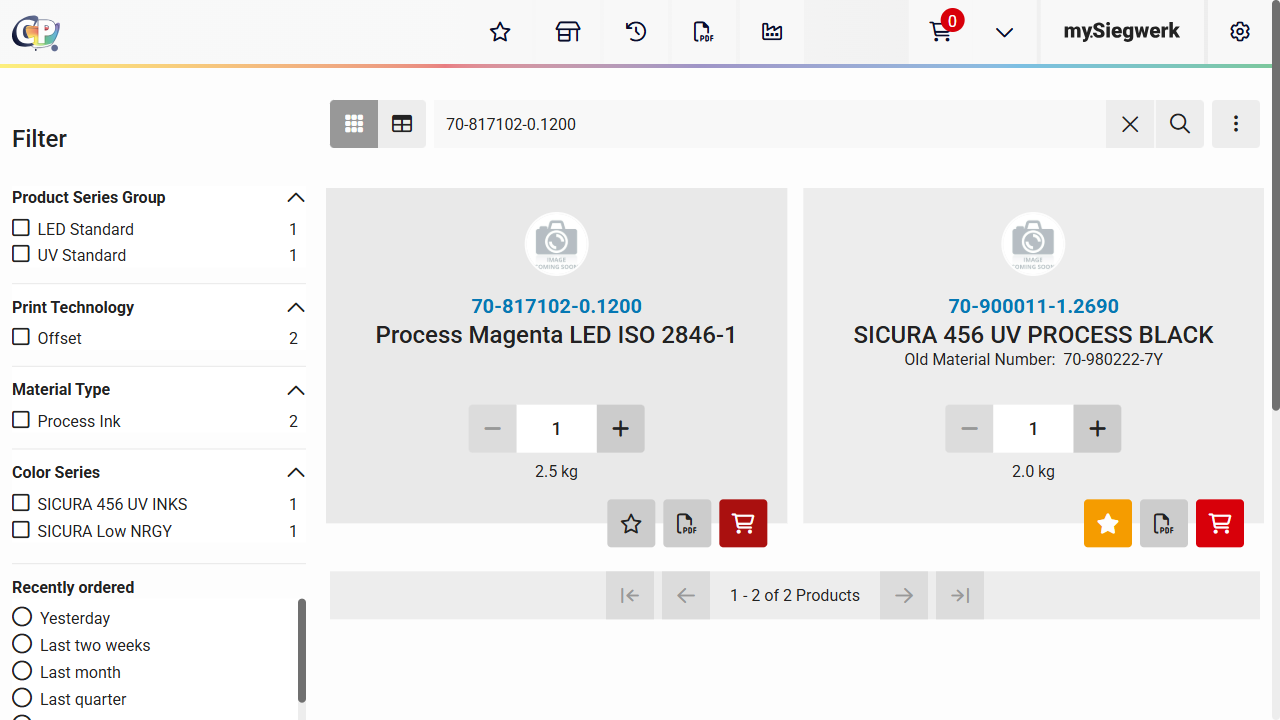 CP
PDF
0
mySiegwerk
70-817102-0.1200
Filter
Product Series Group
LED Standard 1
UV Standard 1
Print Technology
Offset 2
Material Type
Process Ink 2
Color Series
SICURA 456 UV INKS 1
SICURA Low NRGY 1
Recently ordered
Yesterday
Last two weeks
Last month
Last quarter
IMAGE
COMING SOON
70-817102-0.1200
Process Magenta LED ISO 2846-1
1
2.5 kg
PDF
IMAGE
COMING SOON
70-900011-1.2690
SICURA 456 UV PROCESS BLACK
Old Material Number: 70-980222-7Y
1
2.0 kg
PDF
1 - 2 of 2 Products